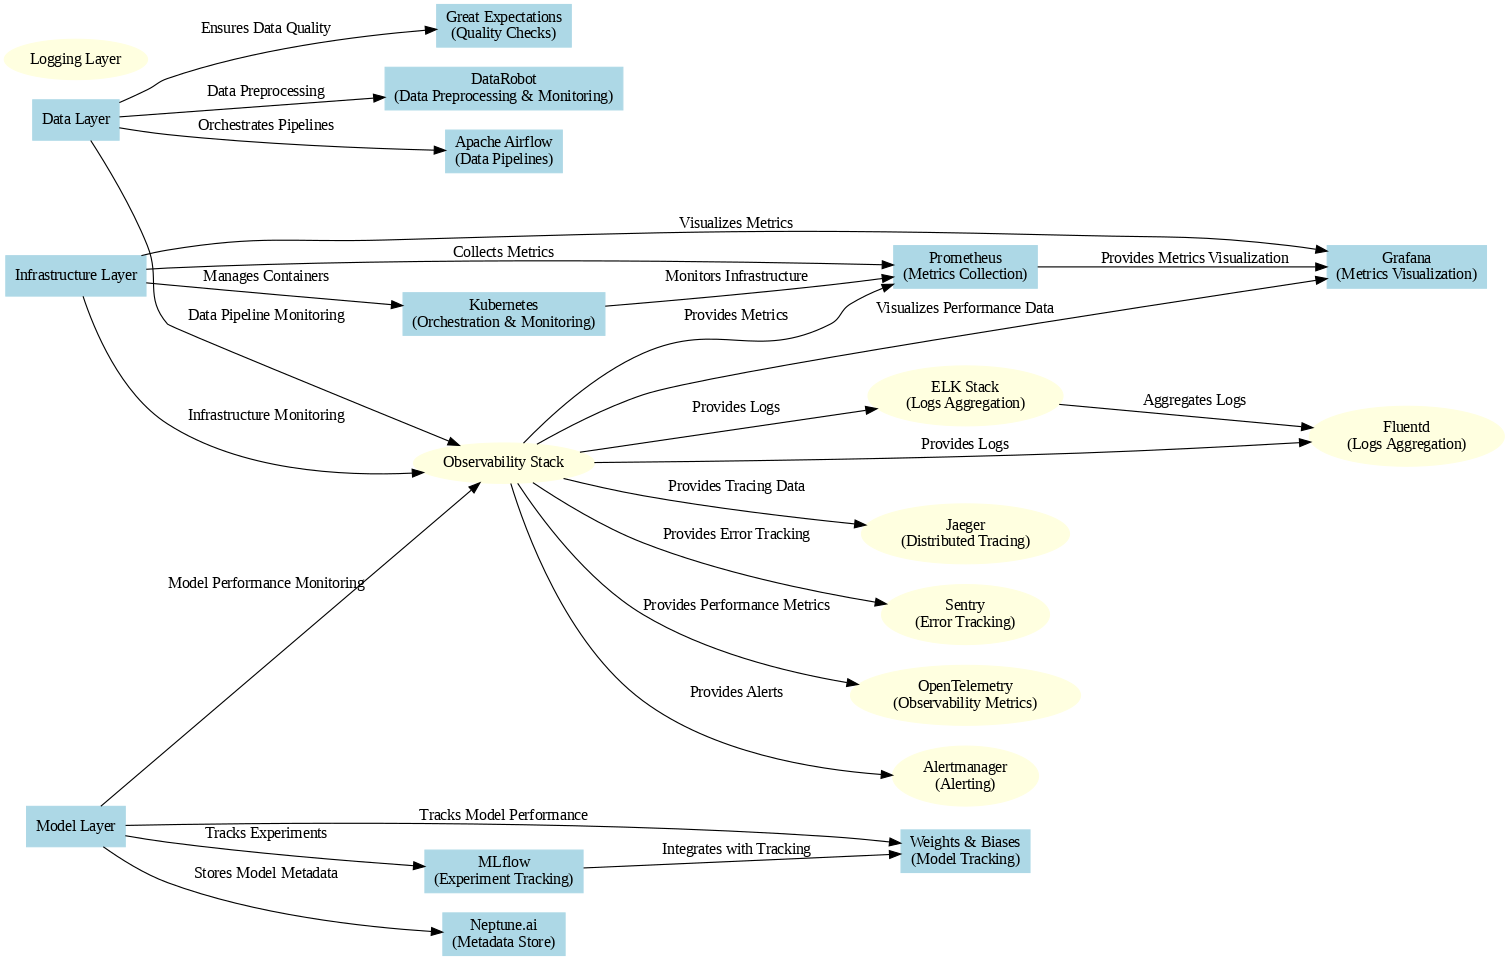 Great Expectations
(Quality Checks)
Ensures Data Quality
Logging Layer
DataRobot
(Data Preprocessing & Monitoring)
Data Preprocessing
Data Layer
Orchestrates Pipelines
Apache Airflow
(Data Pipelines)
Visualizes Metrics
Collects Metrics
Prometheus
(Metrics Collection)
Provides Metrics Visualization
Grafana
(Metrics Visualization)
Infrastructure Layer
Manages Containers
Monitors Infrastructure
Kubernetes
(Orchestration & Monitoring)
Data Pipeline Monitoring
Provides Metrics
Visualizes Performance Data
ELK Stack
(Logs Aggregation)
Aggregates Logs
Infrastructure Monitoring
Provides Logs
Fluentd
(Logs Aggregation)
Provides Logs
Observability Stack
Provides Tracing Data
Jaeger
(Distributed Tracing)
Provides Error Tracking
Model Performance Monitoring
Sentry
(Error Tracking)
Provides Performance Metrics
OpenTelemetry
(Observability Metrics)
Provides Alerts
Alertmanager
(Alerting)
Model Layer
Tracks Model Performance
Tracks Experiments
Weights & Biases
(Model Tracking)
Integrates with Tracking
MLflow
(Experiment Tracking)
Stores Model Metadata
Neptune.ai
(Metadata Store)